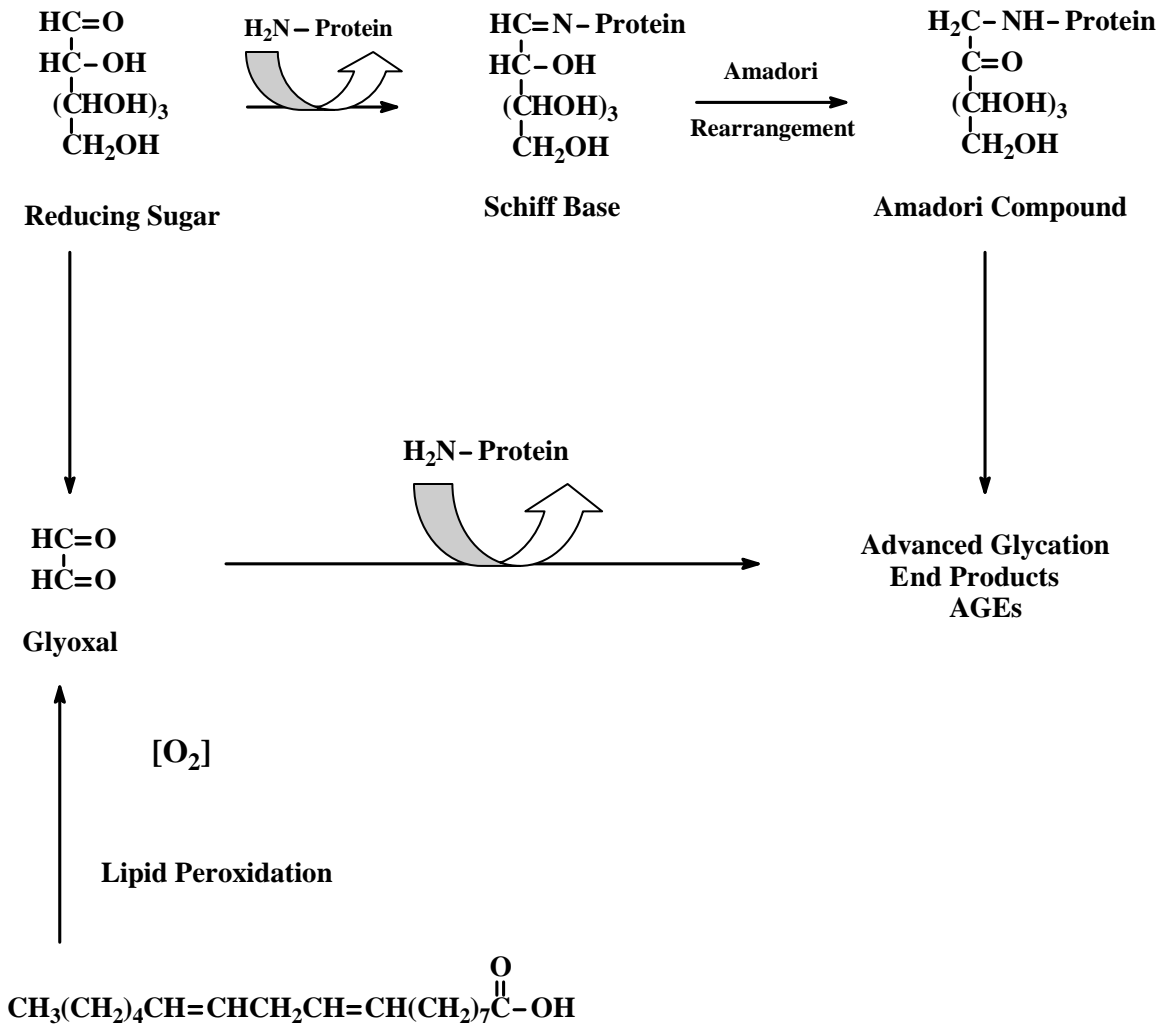 HC=O
HC-OH
(CHOH)3
CH2OH
Reducing Sugar
H2N-Protein
HC=N-Protein
HC-OH
(CHOH)3
CH2OH
Schiff Base
Amadori
Rearrangement
H2C-NH-Protein
C=O
(CHOH)3
CH2OH
Amadori Compound
H2N-Protein
HC=O
HC=O
Glyoxal
Advanced Glycation
End Products
AGEs
[O2]
Lipid Peroxidation
O
CH3(CH2)4CH=CHCH2CH=CH(CH2)7C-OH